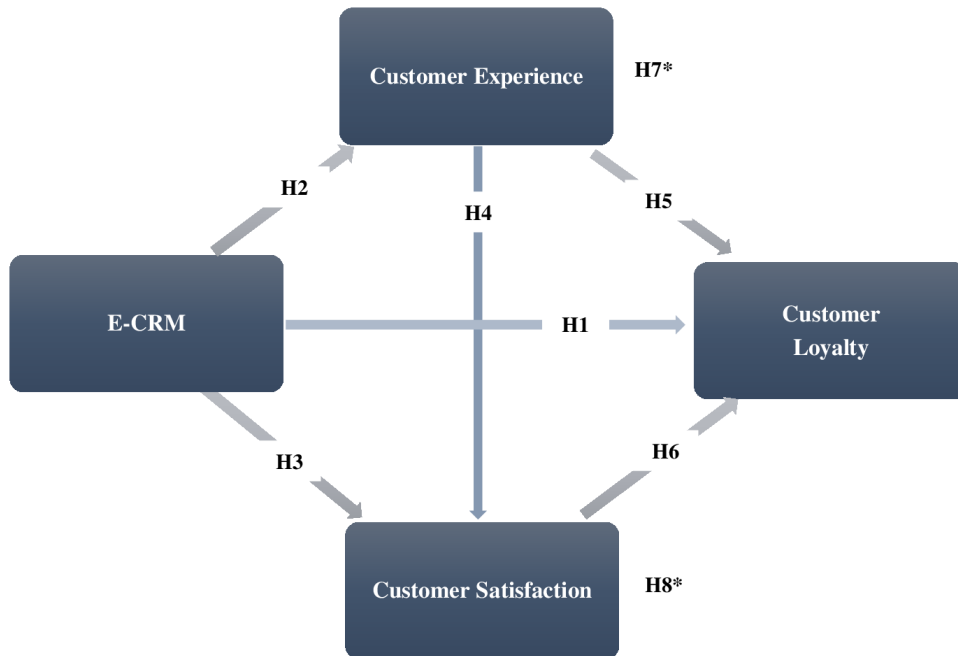 Customer Experience
H7*
H2
H5
H4
E-CRM
H1
Customer
Loyalty
H3
H6
Customer Satisfaction
H8*